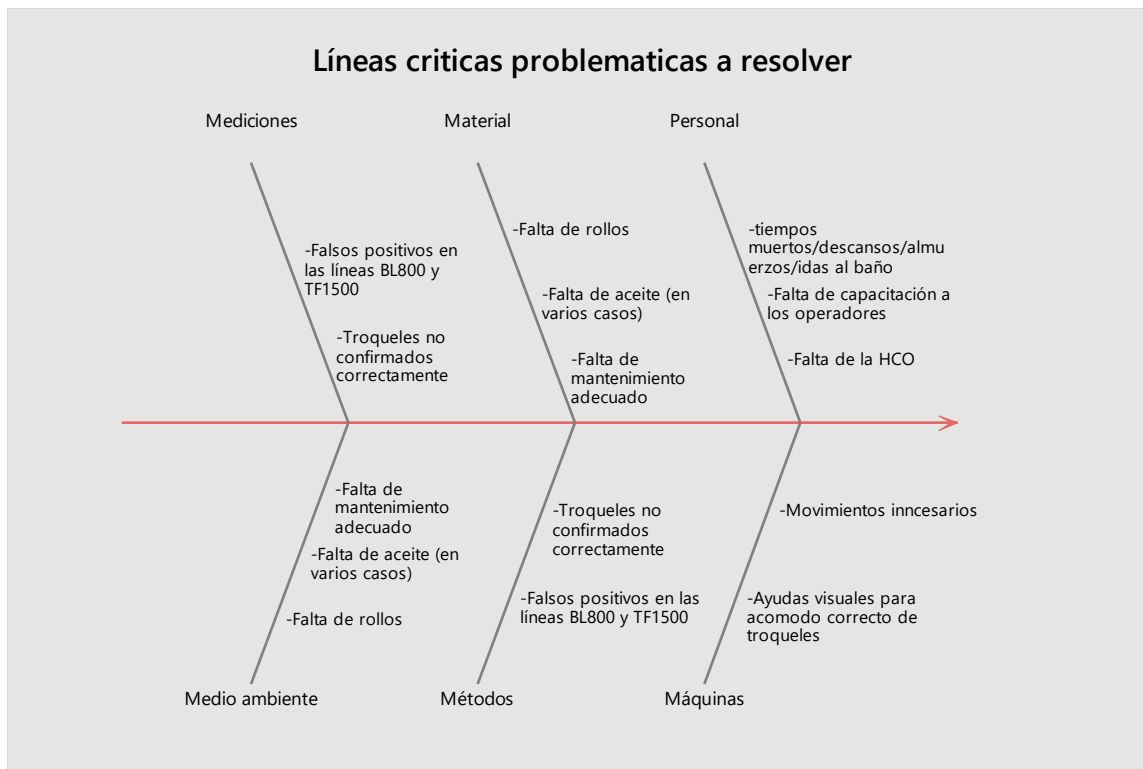 Líneas criticas problematicas a resolver
Mediciones
Material
Personal
-Falsos positivos en
las líneas BL800 y
TF1500
-Troqueles no
confirmados
correctamente
-Falta de rollos
-Falta de aceite (en
varios casos)
-Falta de
mantenimiento
adecuado
-tiempos
muertos/descansos/almu
erzos/idas al baño
-Falta de capacitación a
los operadores
-Falta de la HCO
-Falta de
mantenimiento
adecuado
-Falta de aceite (en
varios casos)
-Falta de rollos
-Troqueles no
confirmados
correctamente
-Falsos positivos en las
líneas BL800 y TF1500
-Movimientos inncesarios
-Ayudas visuales para
acomodo correcto de
troqueles
Medio ambiente
Métodos
Máquinas